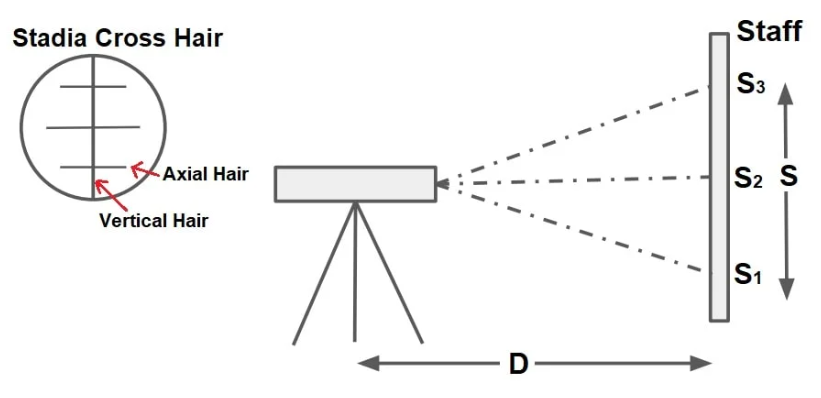 Stadia Cross Hair
Axial Hair
Vertical Hair
Staff
S3
S2 S
S1
D